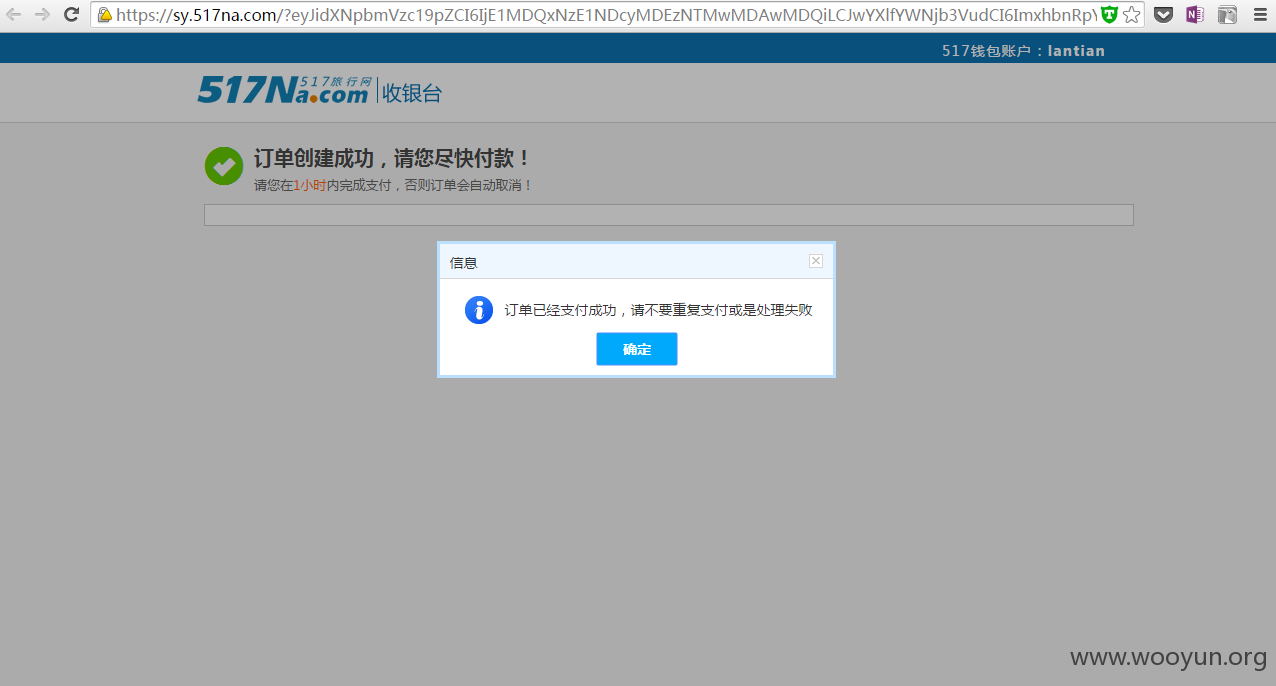 https://sy.517na.com/?eyJidXNpbmVzc19pZCI6IjE1MDQxNzE1NDcyMDEzNTMwMDAwMDQiLCJwYXlfYWNjb3VudCI6ImxhbnRpY
517钱包账户：lantian
517Na.com 517旅行网 收银台
订单创建成功，请您尽快付款！
请您在1小时内完成支付，否则订单会自动取消！
信息
订单已经支付成功，请不要重复支付或是处理失败
确定
www.wooyun.org